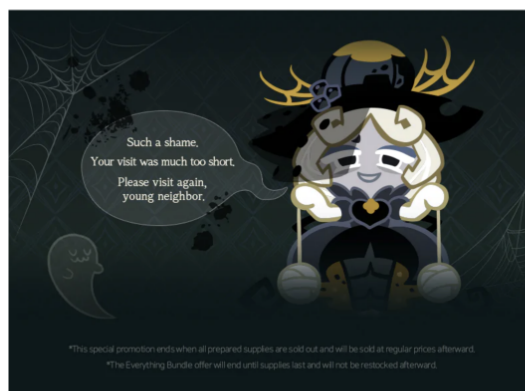 Such a shame.
Your visit was much too short.
Please visit again,
young neighbor.
*This special promotion ends when all prepared supplies are sold out and will be sold at regular prices afterward.
*The Everything Bundle offer will end until supplies last and will not be restocked afterward.